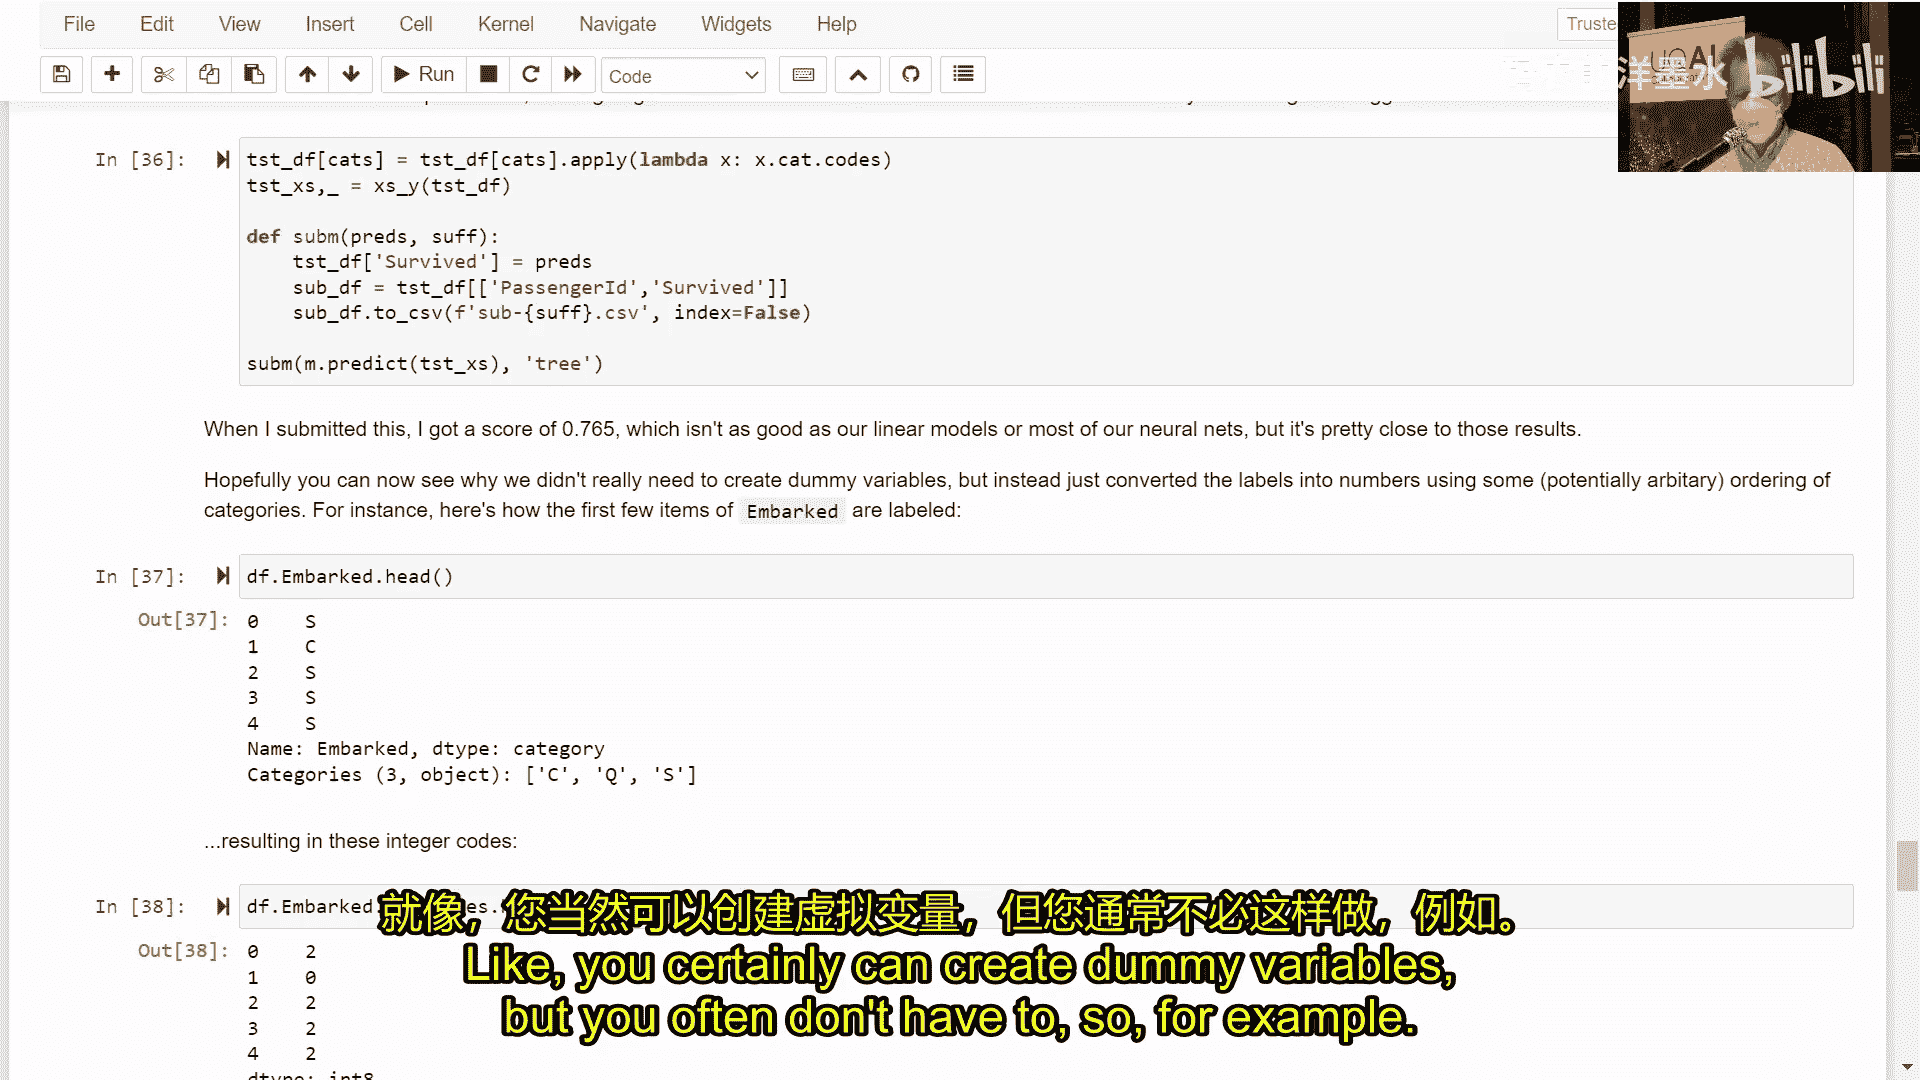 File Edit View Insert Cell Kernel Navigate Widgets Help
Truste
Run Code
洋墨水 bilibili
In [36]: tst_df[cats] = tst_df[cats].apply(lambda x: x.cat.codes)
tst_xs,_ = xs_y(tst_df)
def subm(preds, suff):
tst_df['Survived'] = preds
sub_df = tst_df[['PassengerId','Survived']]
sub_df.to_csv(f'sub-{suff}.csv', index=False)
subm(m.predict(tst_xs), 'tree')
When I submitted this, I got a score of 0.765, which isn't as good as our linear models or most of our neural nets, but it's pretty close to those results.
Hopefully you can now see why we didn't really need to create dummy variables, but instead just converted the labels into numbers using some (potentially arbitary) ordering of
categories. For instance, here's how the first few items of Embarked are labeled:
In [37]: df.Embarked.head()
Out[37]: 0 S
1 C
2 S
3 S
4 S
Name: Embarked, dtype: category
Categories (3, object): ['C', 'Q', 'S']
...resulting in these integer codes:
In [38]: df.Embarked.
Out[38]: 0 2
1 0
2 2
3 2
4 2
dtype: int8
就像，您当然可以创建虚拟变量，但您通常不必这样做，例如。
Like, you certainly can create dummy variables,
but you often don't have to, so, for example.